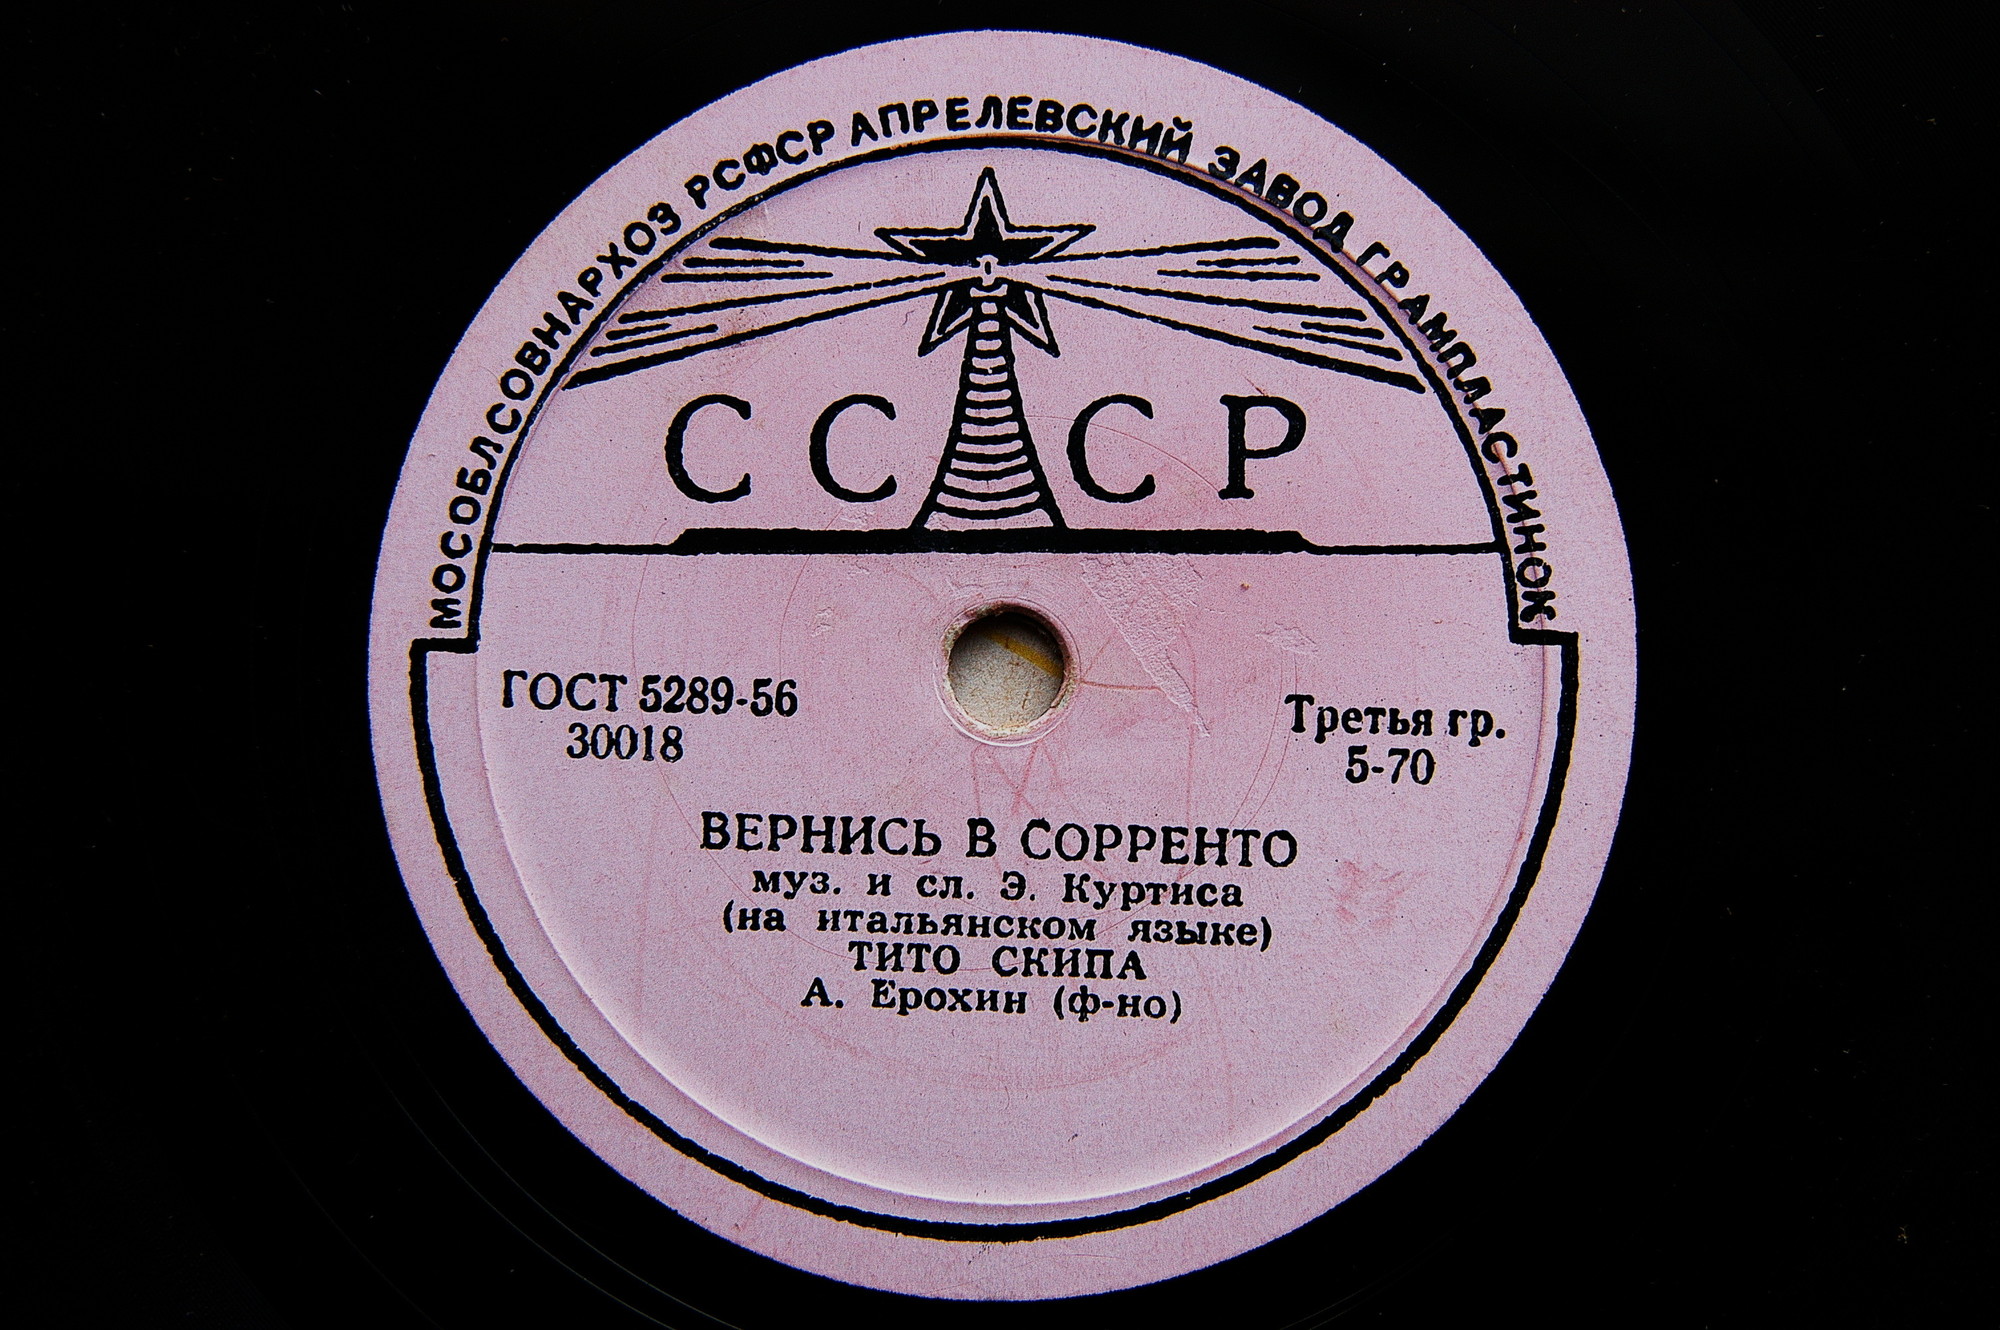 МОСОБЛСОВНАРХОЗ РСФСР АПРЕЛЕВСКИЙ ЗАВОД ГРАМПЛАСТИНОК
СССР
ГОСТ 5289-56
30018
Третья гр.
5-70
ВЕРНИСЬ В СОРРЕНТО
муз. и сл. Э. Куртиса
(на итальянском языке)
ТИТО СКИПА
А. Ерохин (ф-но)